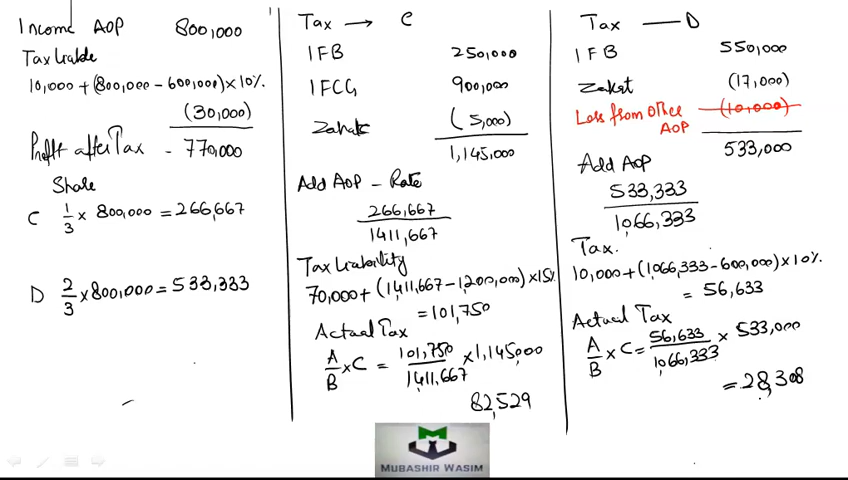 Income AOP 800,000
Tax Liable
10,000 + (800,000 - 600,000) x 10%
(30,000)
Profit after Tax - 770,000
Share
C 1/3 x 800,000 = 266,667
D 2/3 x 800,000 = 533,333
Tax → C
IFB 250,000
IFCG 900,000
Zakat (5,000)
1,145,000
Add AOP - Rate
266,667
1411,667
Tax Liability
70,000 + (1,411,667 - 1,200,000) x 15%
= 101,750
Actual Tax
A/B x C = 101,750/1411,667 x 1,145,000
82,529
Tax — D
IFB 550,000
Zakat (17,000)
Loss from other (10,000)
AOP
533,000
Add AOP
533,333
1,066,333
Tax.
10,000 + (1,066,333 - 600,000) x 10%.
= 56,633
Actual Tax
A/B x C = 56,633/1,066,333 x 533,000
= 28,308
MUBASHIR WASIM